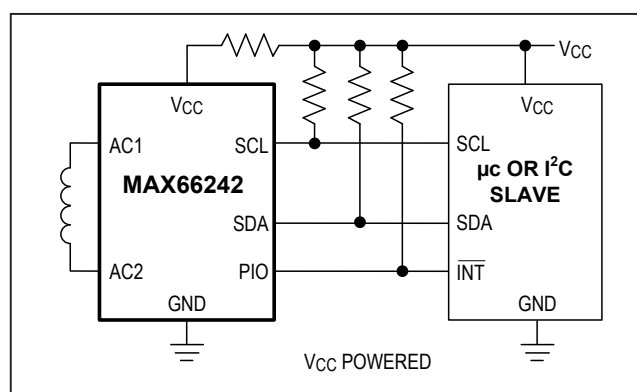 VCC
VCC
VCC
AC1
SCL
SCL
MAX66242
µc OR I²C
SLAVE
SDA
SDA
AC2
PIO
INT
GND
GND
VCC POWERED